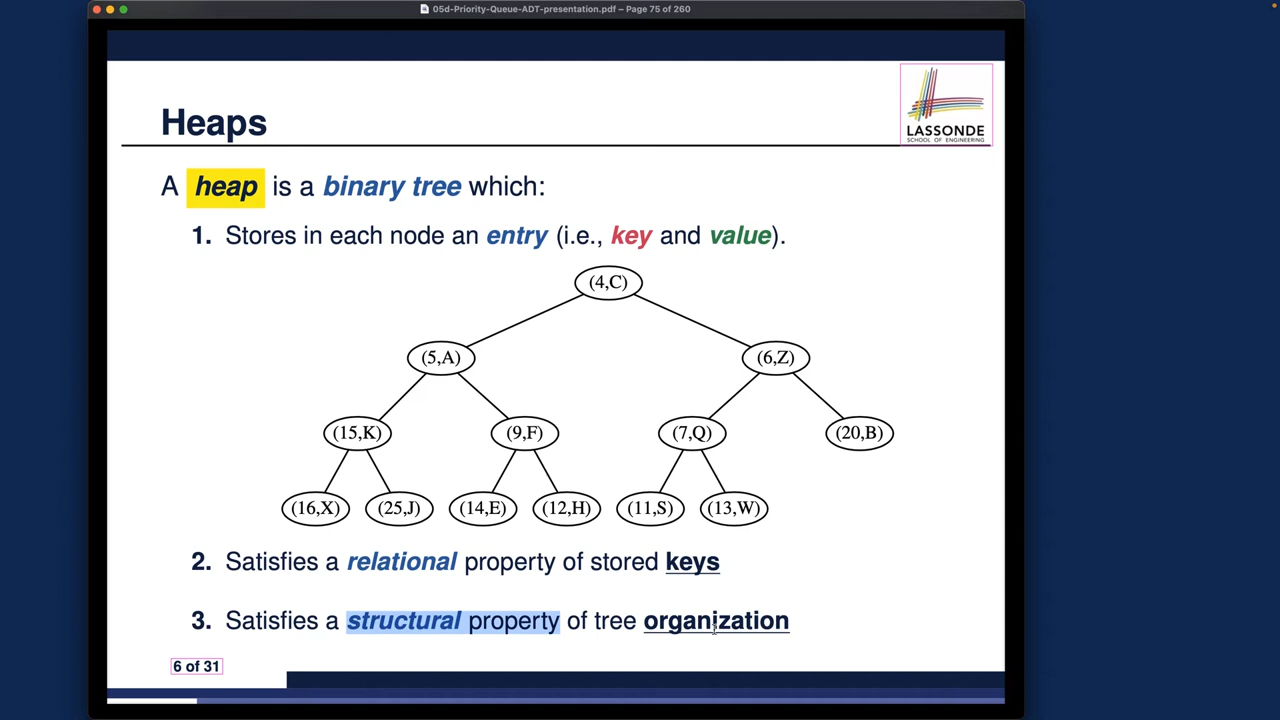 05d-Priority-Queue-ADT-presentation.pdf – Page 75 of 260
LASSONDE
SCHOOL OF ENGINEERING
Heaps
A heap is a binary tree which:
1. Stores in each node an entry (i.e., key and value).
(4,C)
(5,A) (6,Z)
(15,K) (9,F) (7,Q) (20,B)
(16,X) (25,J) (14,E) (12,H) (11,S) (13,W)
2. Satisfies a relational property of stored keys
3. Satisfies a structural property of tree organization
6 of 31